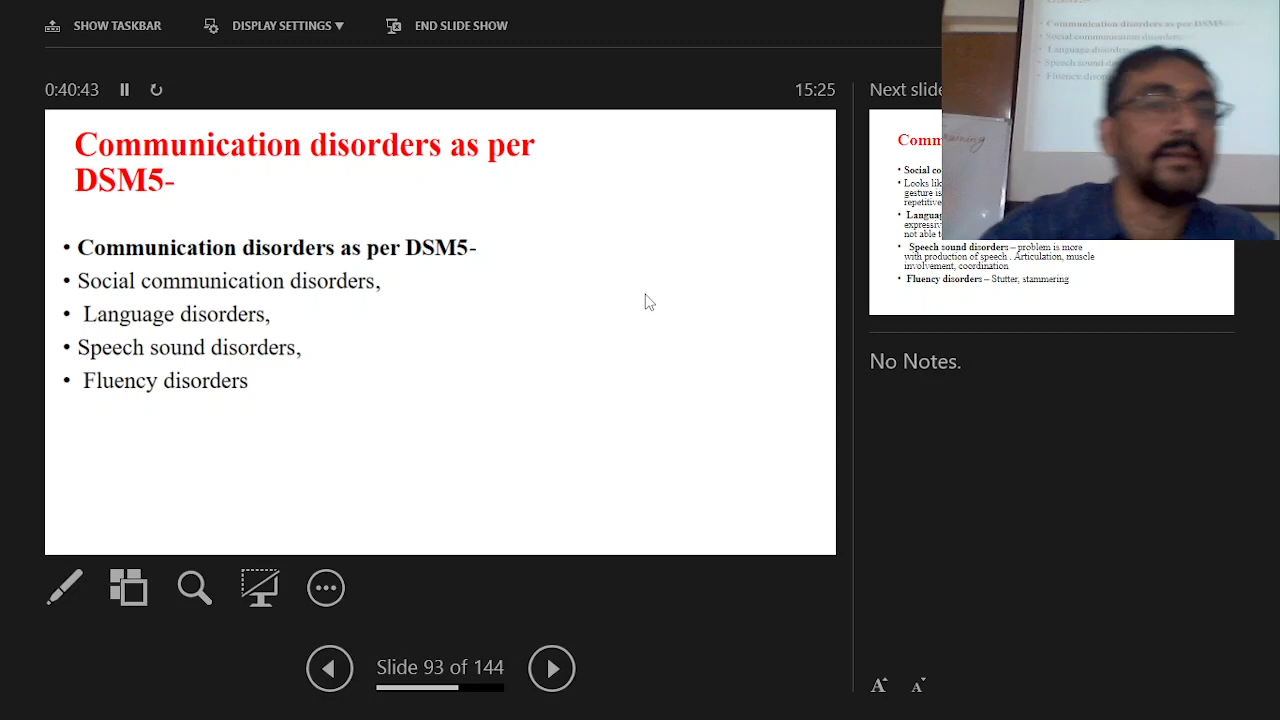 SHOW TASKBAR
DISPLAY SETTINGS ▼
END SLIDE SHOW
0:40:43
15:25
Communication disorders as per
DSM5-
• Communication disorders as per DSM5-
• Social communication disorders,
• Language disorders,
• Speech sound disorders,
• Fluency disorders
Slide 93 of 144
Next slid
Comm
• Social co
• Looks lik
gesture is
repetitive
• Languag
expressiv
not able t
• Speech sound disorders – problem is more
with production of speech . Articulation, muscle
involvement, coordination
• Fluency disorders – Stutter, stammering
No Notes.
A
A
Communication disorders as per DSM5-
Social communication disorders,
Language disorders
Speech sound
Fluency disor